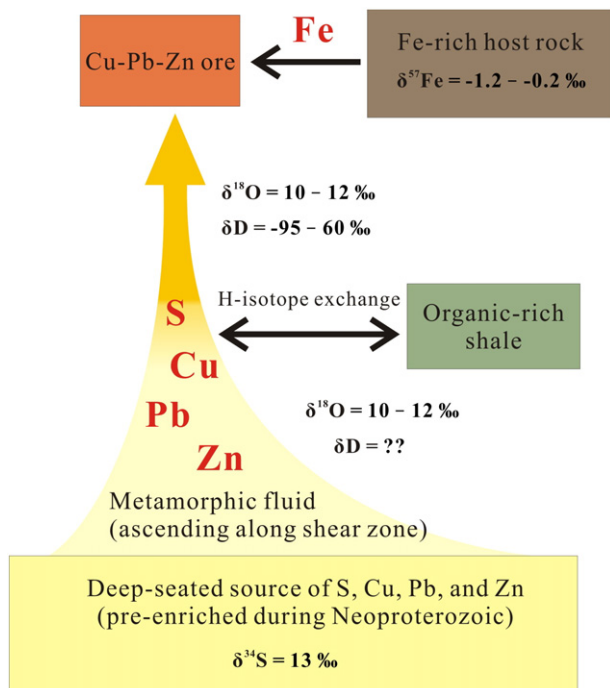 Fe
Cu-Pb-Zn ore
Fe-rich host rock
δ⁵⁷Fe = -1.2 – -0.2 ‰
δ¹⁸O = 10 – 12 ‰
δD = -95 – 60 ‰
H-isotope exchange
S
Cu
Pb
Zn
Organic-rich
shale
δ¹⁸O = 10 – 12 ‰
δD = ??
Metamorphic fluid
(ascending along shear zone)
Deep-seated source of S, Cu, Pb, and Zn
(pre-enriched during Neoproterozoic)
δ³⁴S = 13 ‰